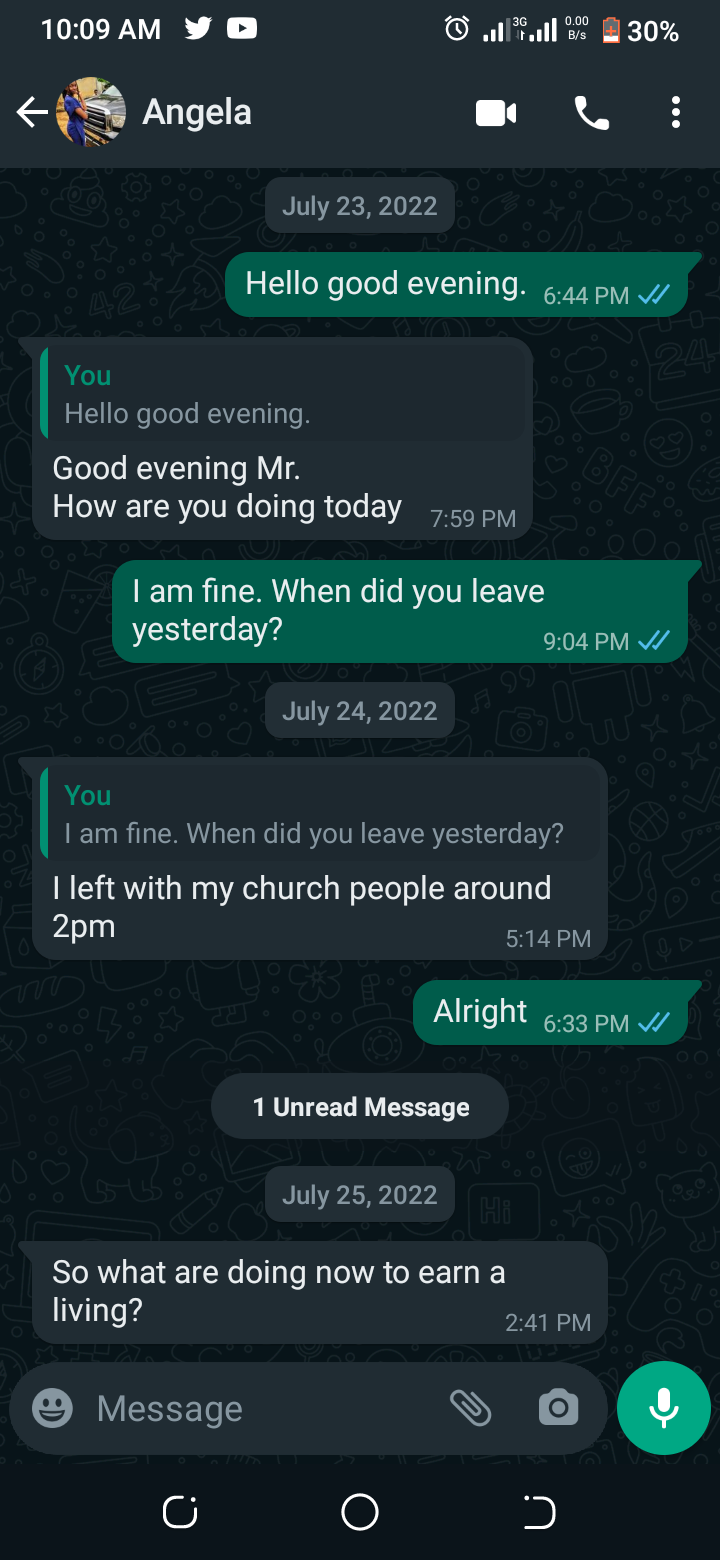 10:09 AM 3G 0.00 B/s 30%
Angela
July 23, 2022
Hello good evening. 6:44 PM
You
Hello good evening.
Good evening Mr.
How are you doing today 7:59 PM
I am fine. When did you leave
yesterday? 9:04 PM
July 24, 2022
You
I am fine. When did you leave yesterday?
I left with my church people around
2pm 5:14 PM
Alright 6:33 PM
1 Unread Message
July 25, 2022
So what are doing now to earn a
living? 2:41 PM
Message